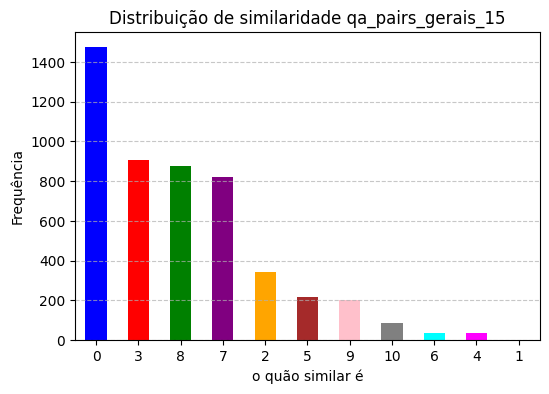 Distribuição de similaridade qa_pairs_gerais_15
Frequência
1400
1200
1000
800
600
400
200
0
0 3 8 7 2 5 9 10 6 4 1
o quão similar é